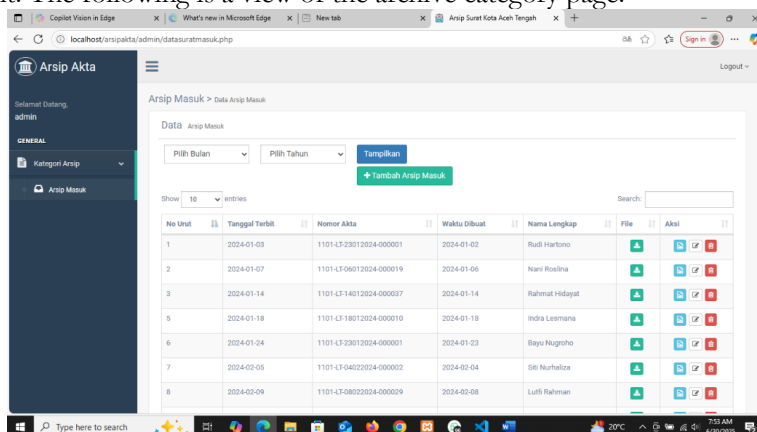 it. The following is a view of the archive category page.
Copilot Vision in Edge
What's new in Microsoft Edge
New tab
Arsip Surat Kota Aceh Tengah
localhost/arsipakta/admin/datasuratmasuk.php
Sign in
Arsip Akta
Logout
Selamat Datang,
admin
GENERAL
Kategori Arsip
Arsip Masuk
Arsip Masuk > Data Arsip Masuk
Data Arsip Masuk
Pilih Bulan
Pilih Tahun
Tampilkan
+ Tambah Arsip Masuk
Show 10 entries
Search:
No Urut Tanggal Terbit Nomor Akta Waktu Dibuat Nama Lengkap File Aksi
1 2024-01-03 1101-LT-23012024-000001 2024-01-02 Rudi Hartono
2 2024-01-07 1101-LT-06012024-000019 2024-01-06 Nani Roslina
3 2024-01-14 1101-LT-14012024-000037 2024-01-14 Rahmat Hidayat
5 2024-01-18 1101-LT-18012024-000010 2024-01-18 Indra Lesmana
6 2024-01-24 1101-LT-23012024-000001 2024-01-23 Bayu Nugroho
7 2024-02-05 1101-LT-04022024-000002 2024-02-04 Siti Nurhaliza
8 2024-02-09 1101-LT-08022024-000029 2024-02-08 Lutfi Rahman
Type here to search
20°C
7:53 AM
6/20/2025